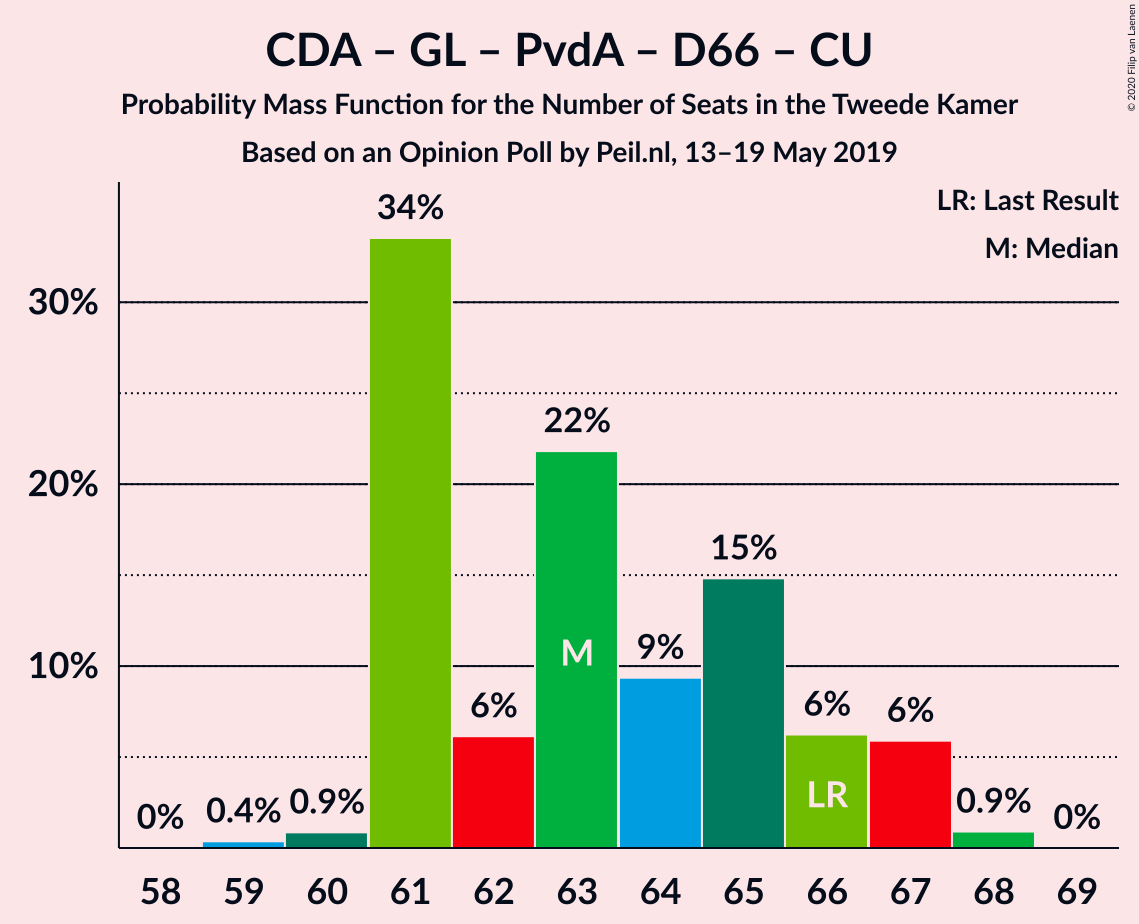 CDA – GL – PvdA – D66 – CU
Probability Mass Function for the Number of Seats in the Tweede Kamer
Based on an Opinion Poll by Peil.nl, 13–19 May 2019
© 2020 Filip van Laenen
LR: Last Result
M: Median
30%
20%
10%
0%
0.4%
0.9%
34%
6%
22%
9%
15%
6%
6%
0.9%
0%
M
LR
58 59 60 61 62 63 64 65 66 67 68 69